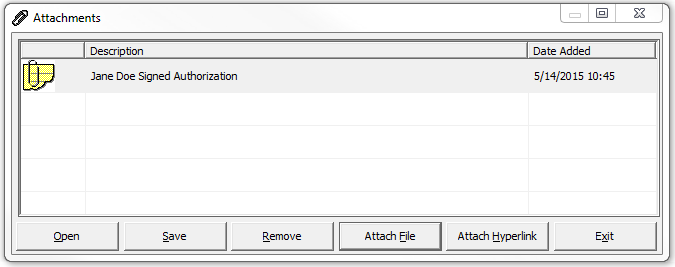 Attachments
Description Date Added
Jane Doe Signed Authorization 5/14/2015 10:45
Open Save Remove Attach File Attach Hyperlink Exit